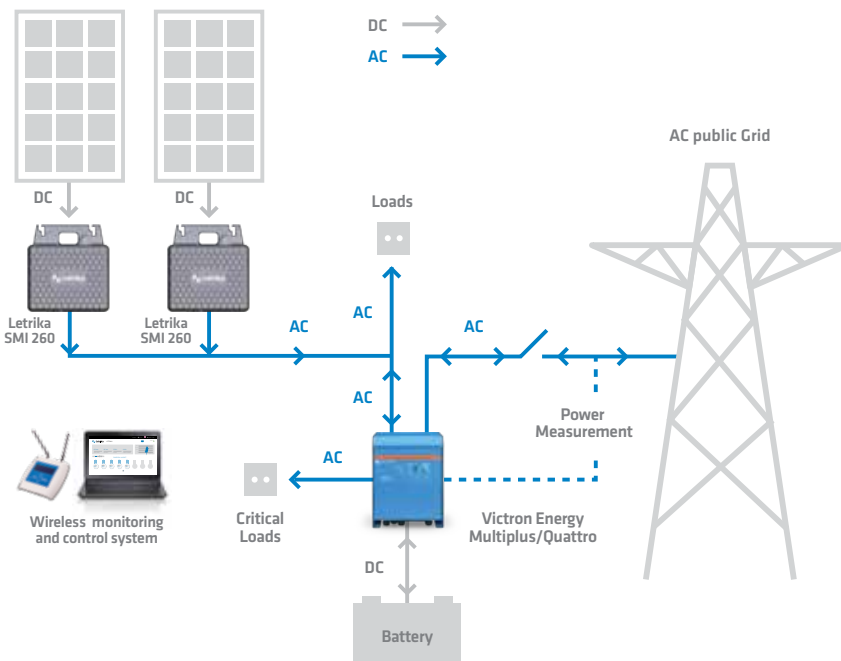 DC
AC
AC public Grid
DC
DC
Loads
Letrika
SMI 260
Letrika
SMI 260
AC
AC
AC
AC
Power
Measurement
AC
Wireless monitoring
and control system
Critical
Loads
Victron Energy
Multiplus/Quattro
DC
Battery